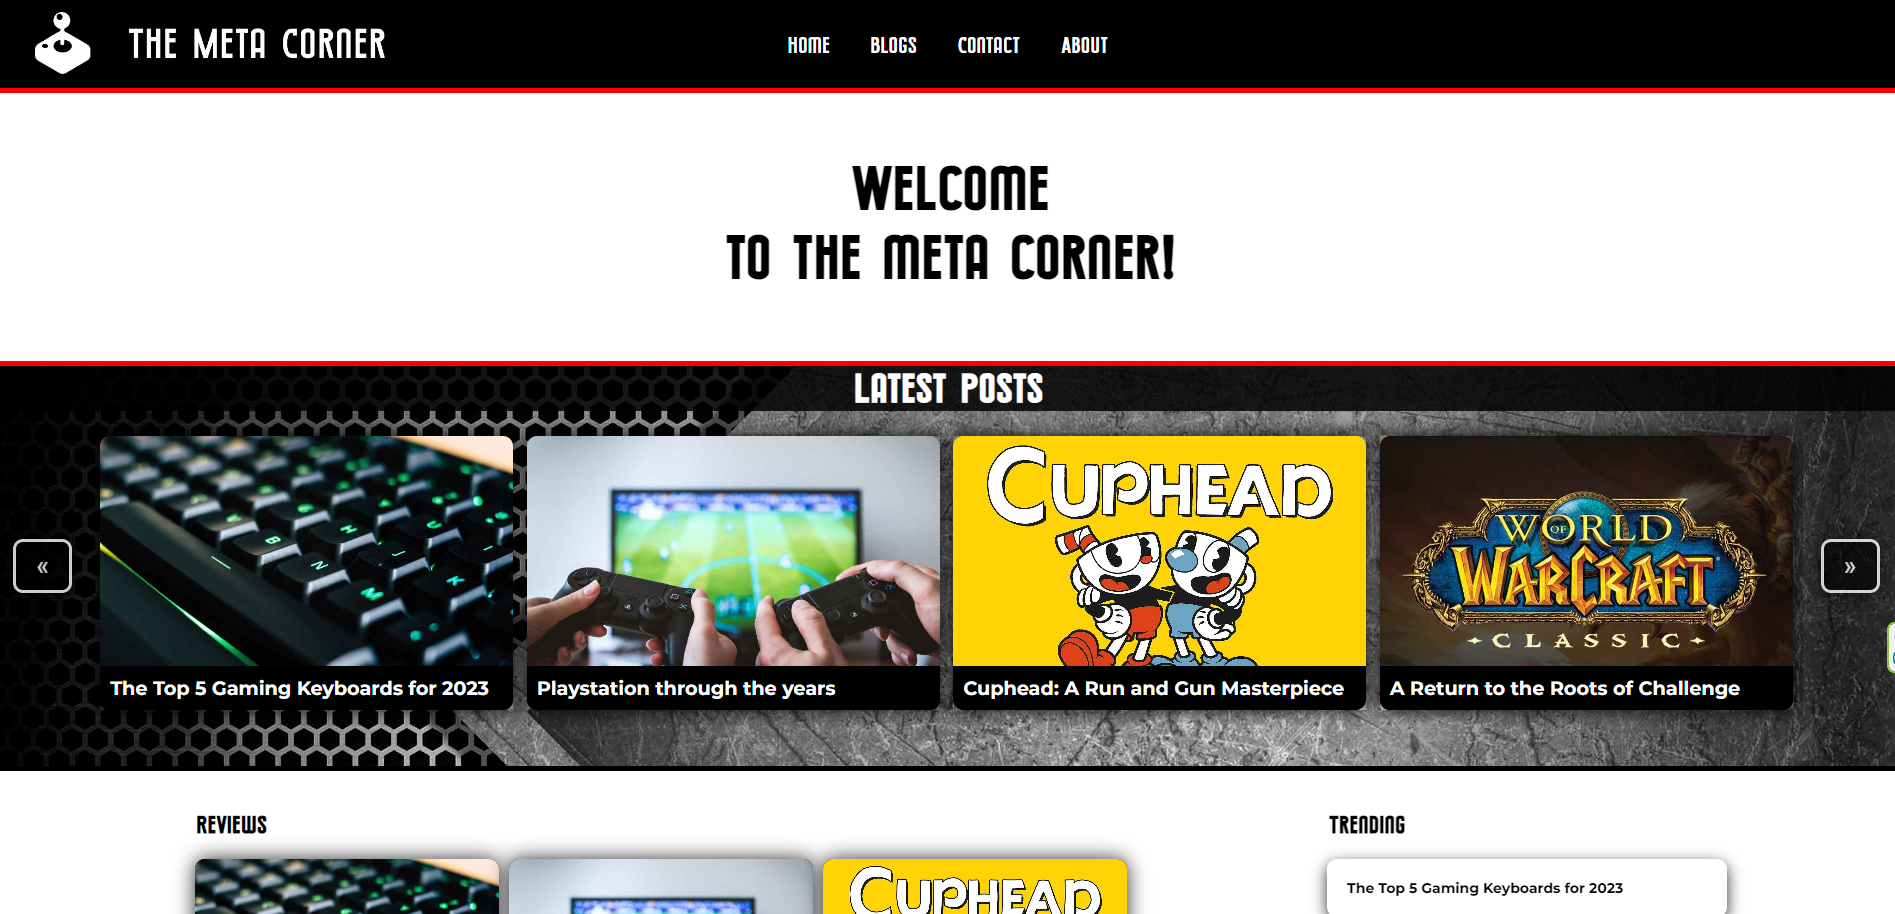 THE META CORNER
HOME BLOGS CONTACT ABOUT
WELCOME
TO THE META CORNER!
LATEST POSTS
«
CUPHEAD
WORLD
OF
WARCRAFT
CLASSIC
»
B
N
M
K
The Top 5 Gaming Keyboards for 2023
Playstation through the years
Cuphead: A Run and Gun Masterpiece
A Return to the Roots of Challenge
REVIEWS
TRENDING
CUPHEAD
The Top 5 Gaming Keyboards for 2023